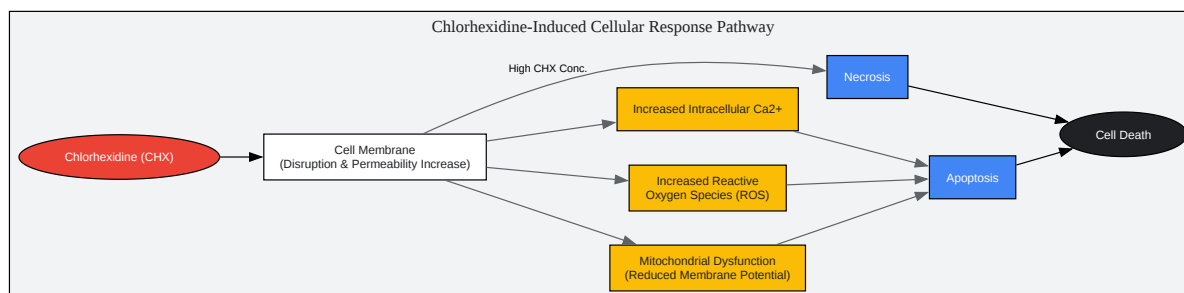 Chlorhexidine-Induced Cellular Response Pathway
High CHX Conc.
Necrosis
Increased Intracellular Ca2+
Cell Death
Chlorhexidine (CHX)
Cell Membrane
(Disruption & Permeability Increase)
Increased Reactive
Oxygen Species (ROS)
Apoptosis
Mitochondrial Dysfunction
(Reduced Membrane Potential)